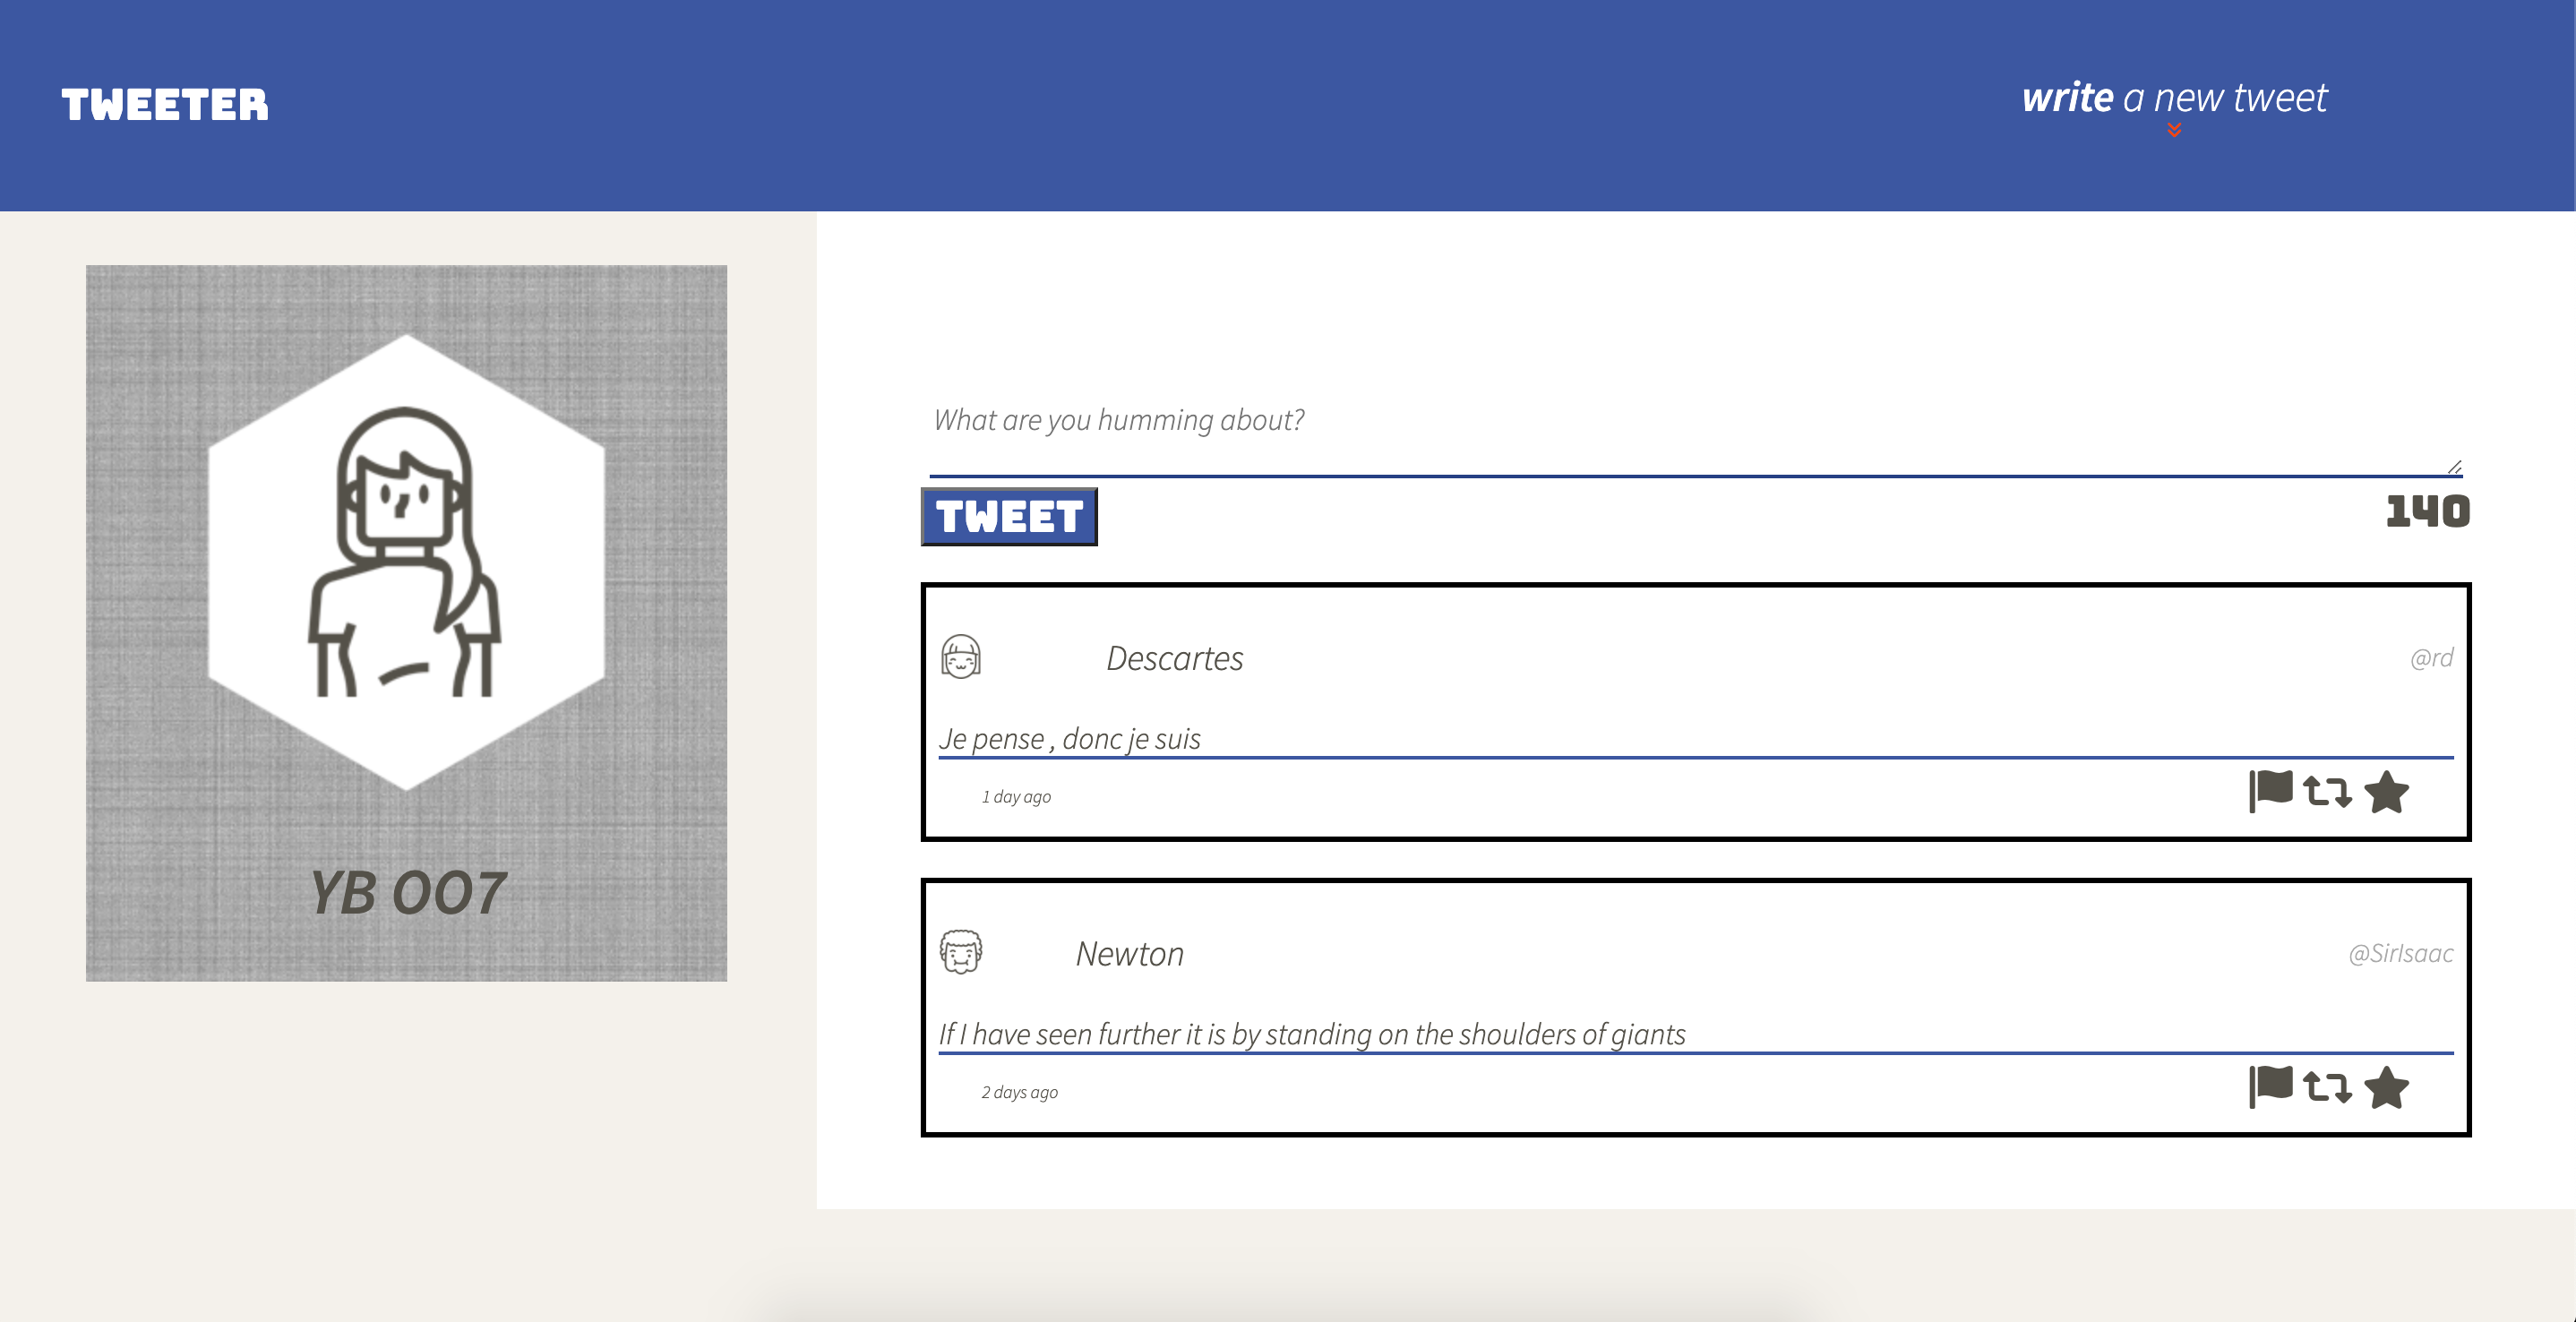 TWEETER
write a new tweet
YB OO7
What are you humming about?
TWEET
140
Descartes
@rd
Je pense , donc je suis
1 day ago
Newton
@SirIsaac
If I have seen further it is by standing on the shoulders of giants
2 days ago